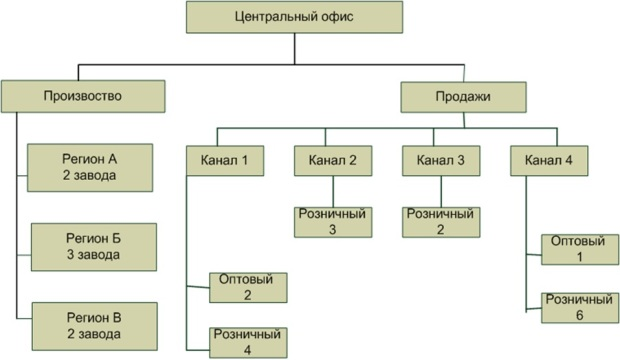 Центральный офис
Произвоство
Продажи
Регион А
2 завода
Регион Б
3 завода
Регион В
2 завода
Канал 1
Канал 2
Канал 3
Канал 4
Розничный
3
Розничный
2
Оптовый
1
Оптовый
2
Розничный
6
Розничный
4